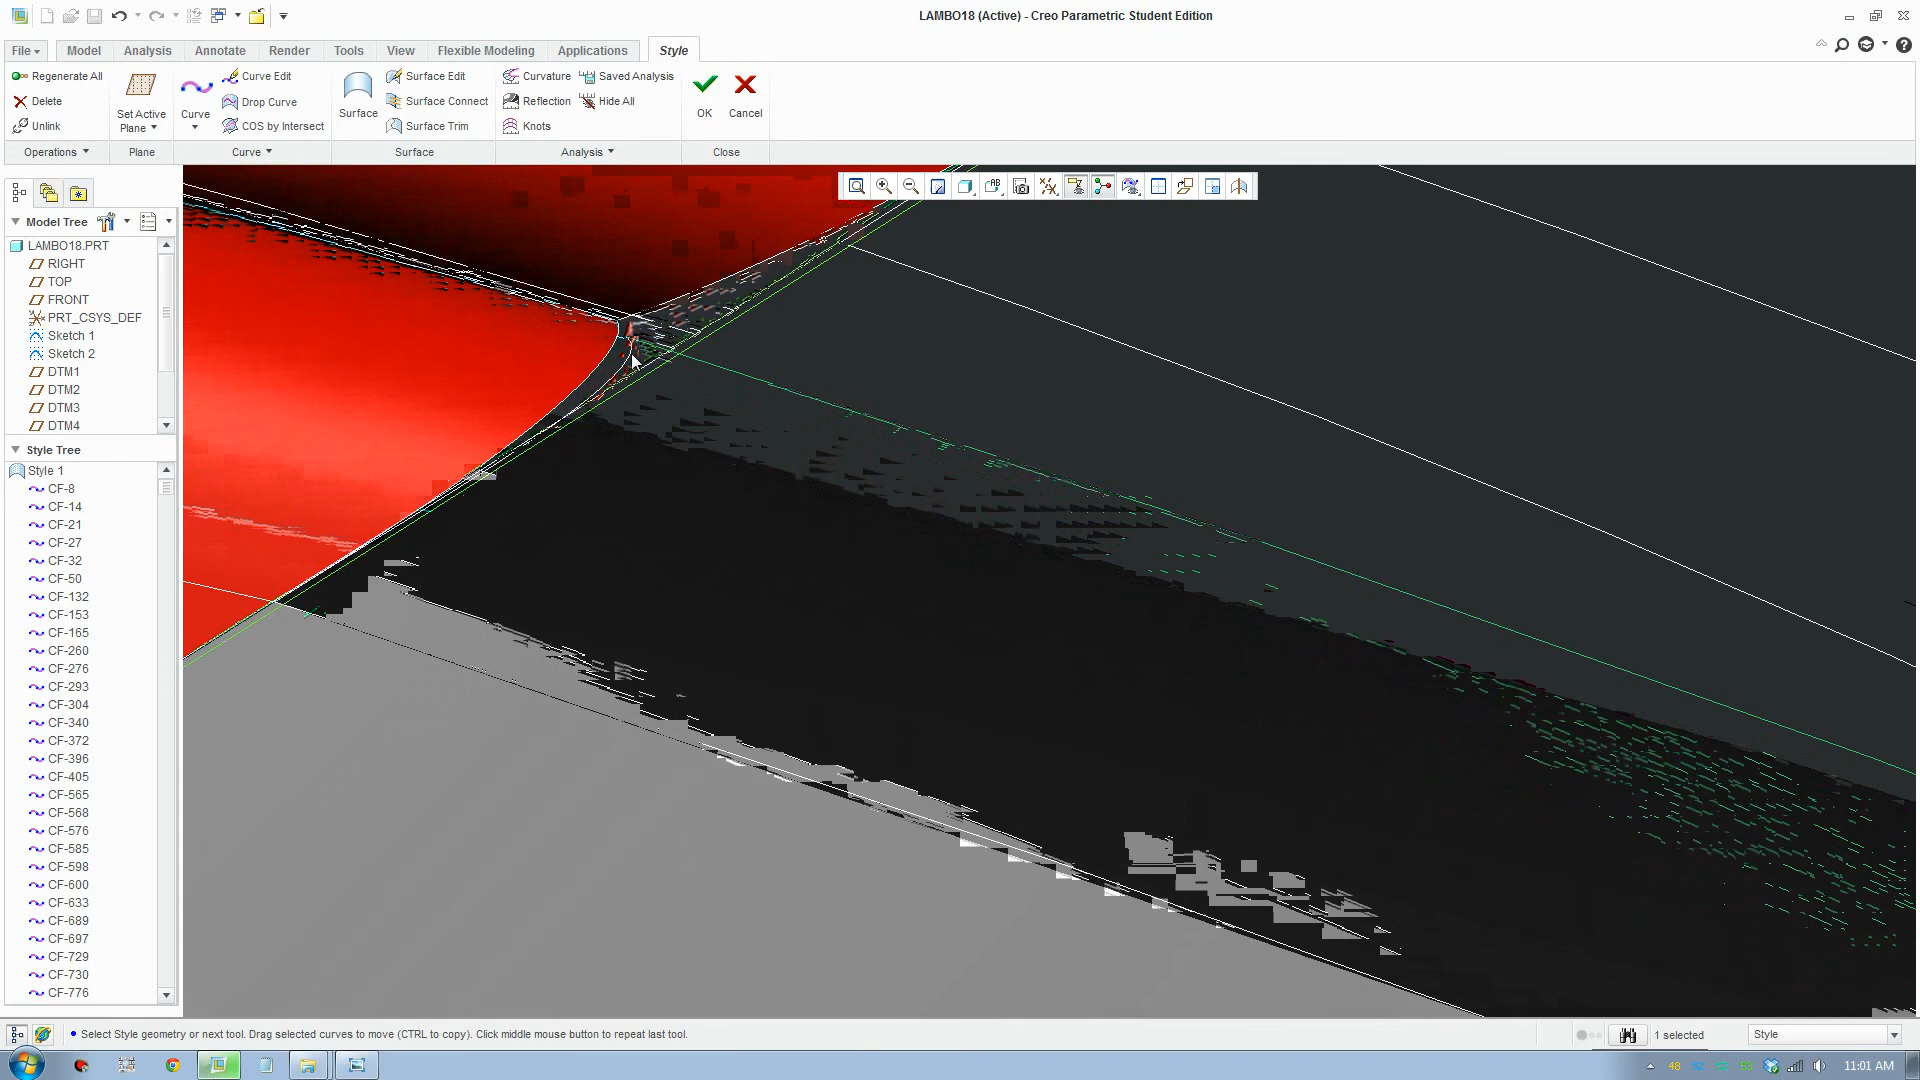 LAMBO18 (Active) - Creo Parametric Student Edition
File Model Analysis Annotate Render Tools View Flexible Modeling Applications Style
Regenerate All
Delete
Unlink
Set Active
Plane
Curve
Curve Edit
Drop Curve
COS by Intersect
Surface
Surface Edit
Surface Connect
Surface Trim
Curvature
Reflection
Knots
Saved Analysis
Hide All
OK
Cancel
Operations Plane Curve Surface Analysis Close
Model Tree
LAMBO18.PRT
RIGHT
TOP
FRONT
PRT_CSYS_DEF
Sketch 1
Sketch 2
DTM1
DTM2
DTM3
DTM4
Style Tree
Style 1
CF-8
CF-14
CF-21
CF-27
CF-32
CF-50
CF-132
CF-153
CF-165
CF-260
CF-276
CF-293
CF-304
CF-340
CF-372
CF-396
CF-405
CF-565
CF-568
CF-576
CF-585
CF-598
CF-600
CF-633
CF-689
CF-697
CF-729
CF-730
CF-776
Select Style geometry or next tool. Drag selected curves to move (CTRL to copy). Click middle mouse button to repeat last tool.
1 selected
Style
48
11:01 AM